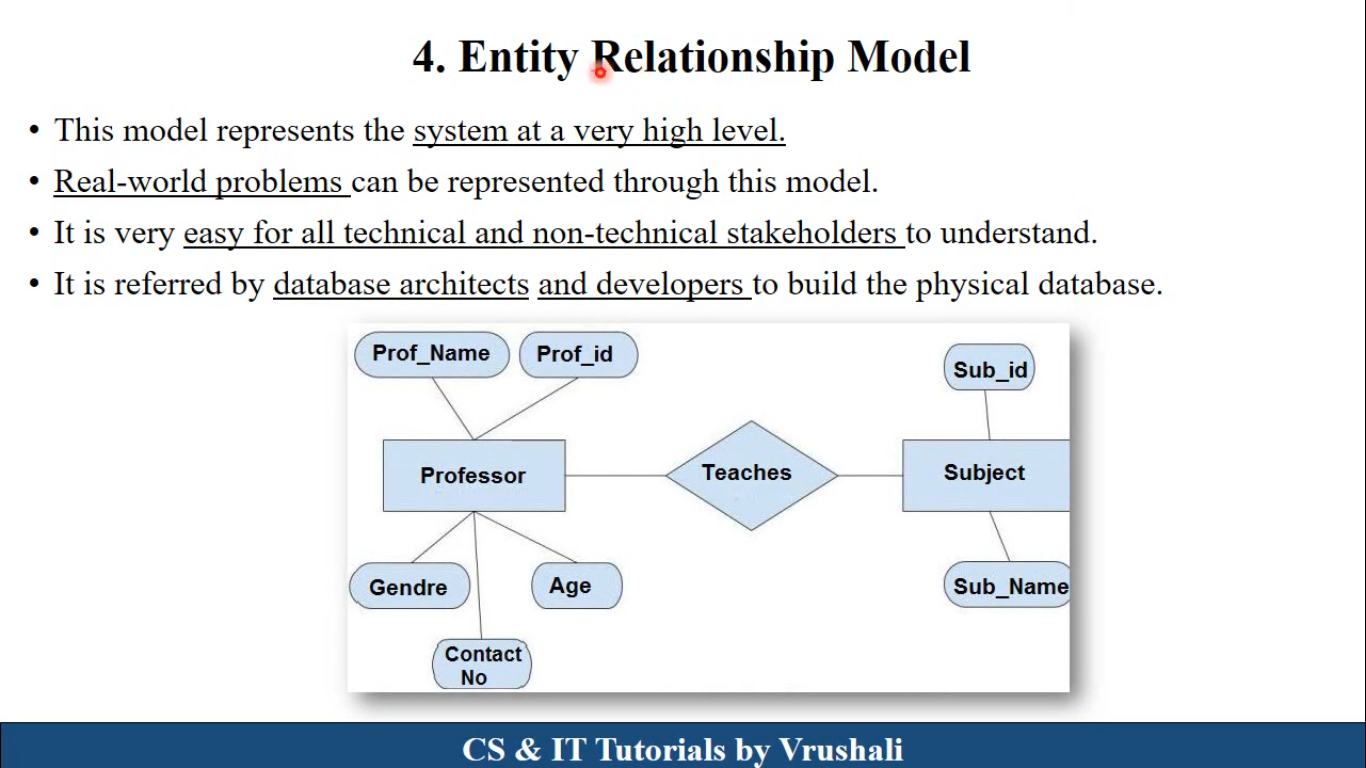 4. Entity Relationship Model
• This model represents the system at a very high level.
• Real-world problems can be represented through this model.
• It is very easy for all technical and non-technical stakeholders to understand.
• It is referred by database architects and developers to build the physical database.
Prof_Name
Prof_id
Sub_id
Professor
Teaches
Subject
Gendre
Age
Sub_Name
Contact
No
CS & IT Tutorials by Vrushali